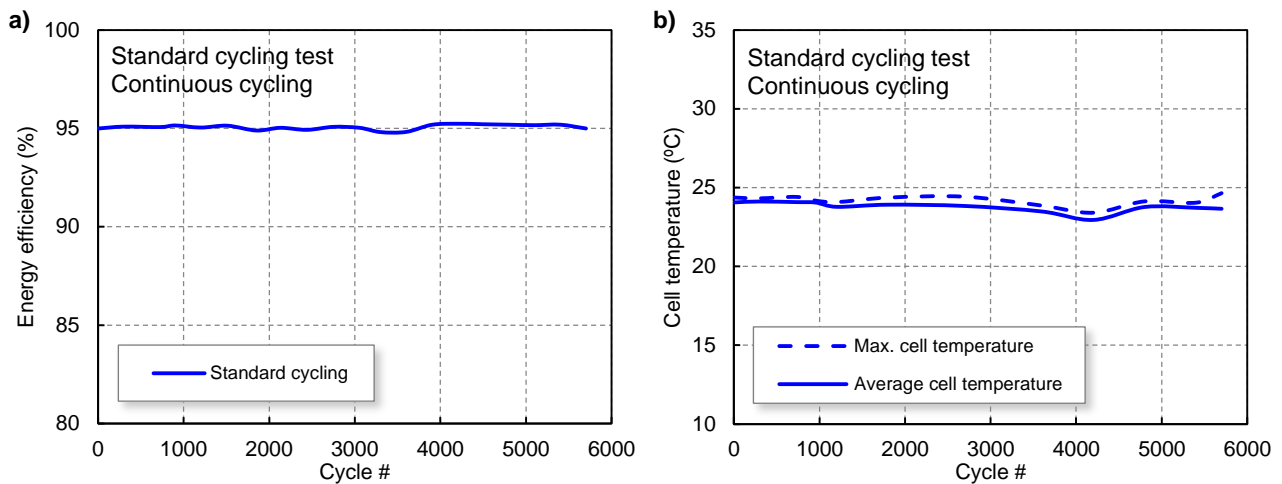 a)
100
95
90
85
80
Energy efficiency (%)
Standard cycling test
Continuous cycling
Standard cycling
0 1000 2000 3000 4000 5000 6000
Cycle #
b)
35
30
25
20
15
10
Cell temperature (ºC)
Standard cycling test
Continuous cycling
Max. cell temperature
Average cell temperature
0 1000 2000 3000 4000 5000 6000
Cycle #